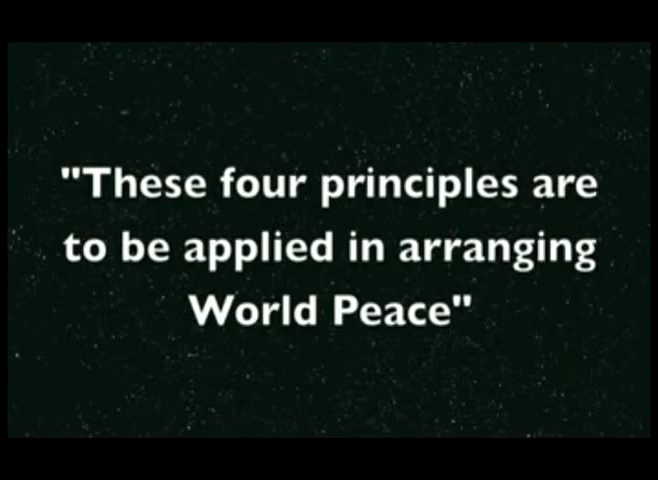 "These four principles are
to be applied in arranging
World Peace"